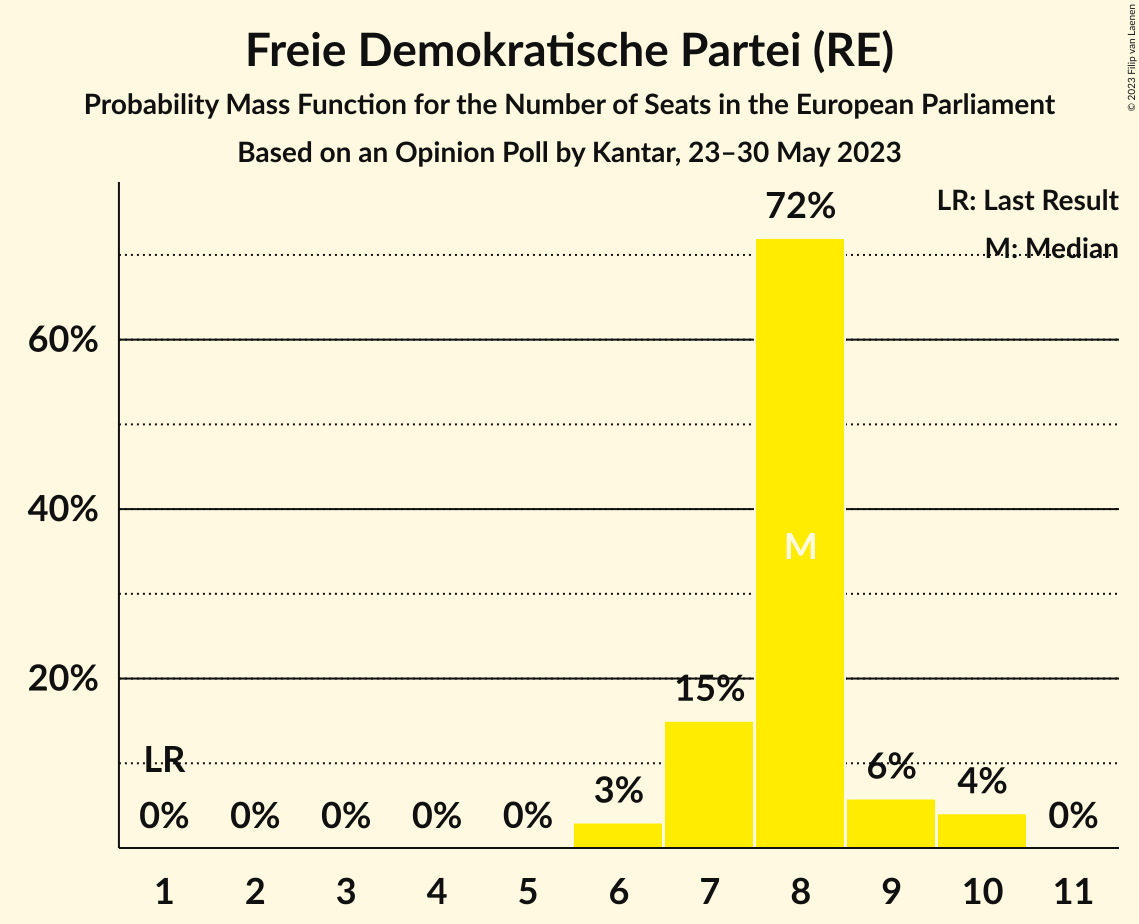 Freie Demokratische Partei (RE)
Probability Mass Function for the Number of Seats in the European Parliament
Based on an Opinion Poll by Kantar, 23–30 May 2023
© 2023 Filip van Laenen
LR: Last Result
M: Median
72%
60%
40%
M
20%
15%
LR
6%
4%
3%
0%
0%
0%
0%
0%
0%
1 2 3 4 5 6 7 8 9 10 11